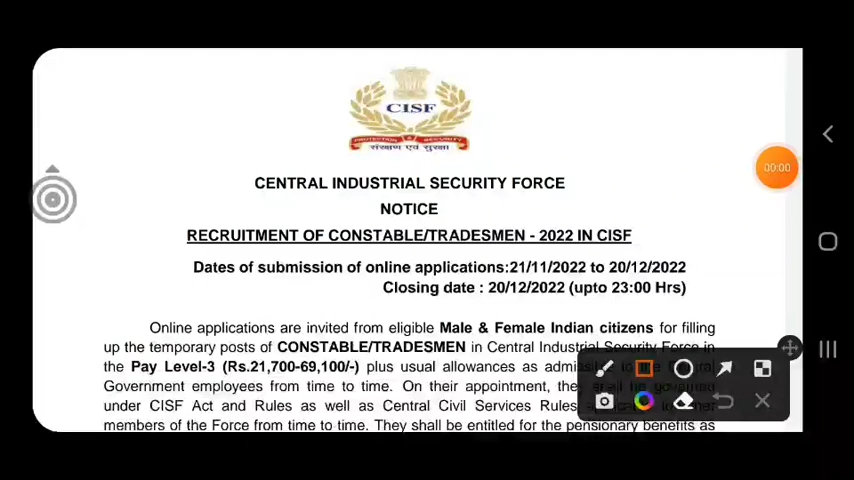 CISF
PROTECTION & SECURITY
संरक्षण एवं सुरक्षा
CENTRAL INDUSTRIAL SECURITY FORCE
NOTICE
RECRUITMENT OF CONSTABLE/TRADESMEN - 2022 IN CISF
Dates of submission of online applications:21/11/2022 to 20/12/2022
Closing date : 20/12/2022 (upto 23:00 Hrs)
00:00
Online applications are invited from eligible Male & Female Indian citizens for filling
up the temporary posts of CONSTABLE/TRADESMEN in Central Industrial Security Force in
the Pay Level-3 (Rs.21,700-69,100/-) plus usual allowances as
Government employees from time to time. On their appointment,
under CISF Act and Rules as well as Central Civil Services Rules
members of the Force from time to time. They shall be entitled for the pensionary benefits as